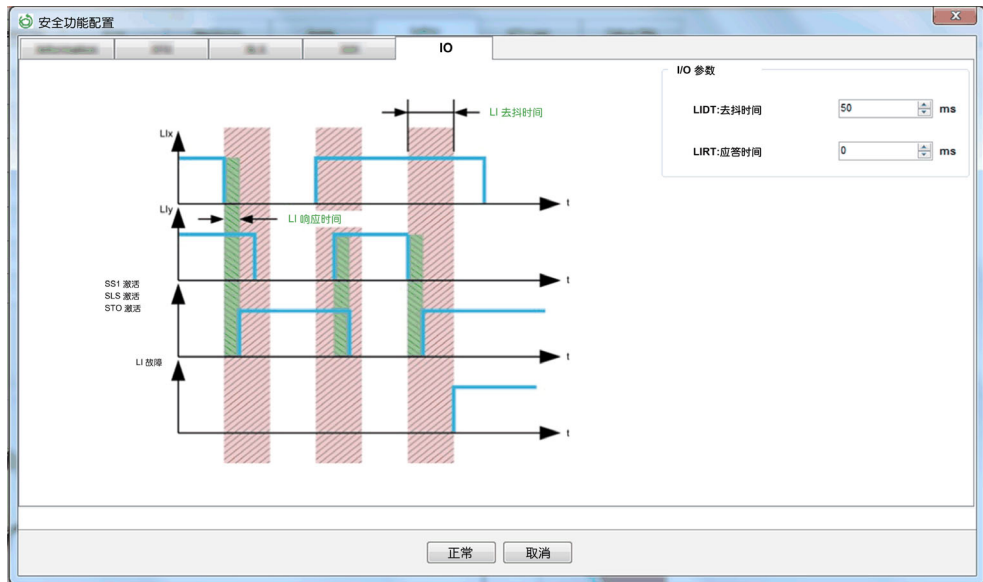 安全功能配置
x
IO
I/O 参数
LIDT:去抖时间
50
ms
LIRT:应答时间
0
ms
LI 去抖时间
LIx
t
LIy
LI 响应时间
t
SS1 激活
SLS 激活
STO 激活
t
LI 故障
t
正常
取消